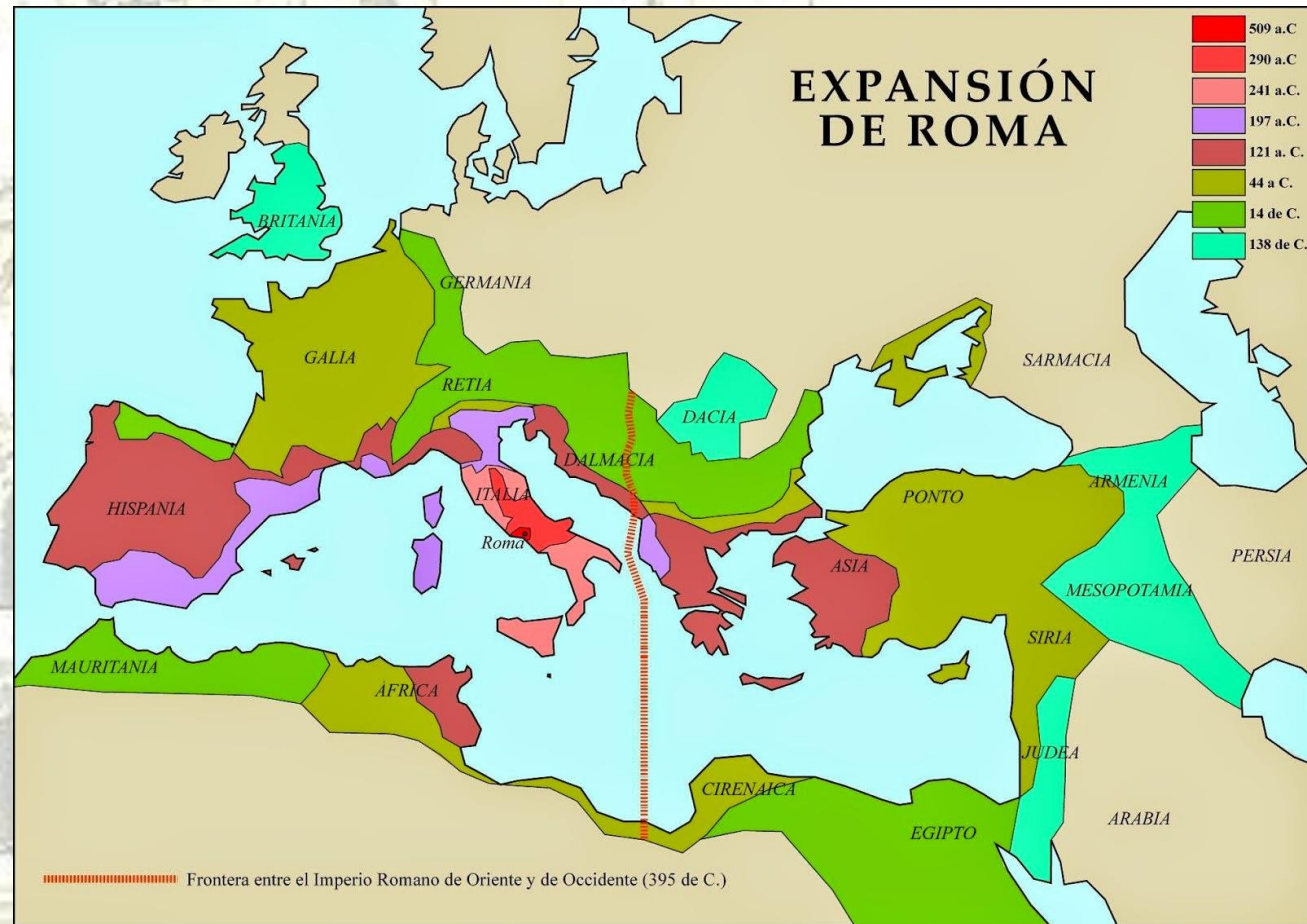 EXPANSIÓN
DE ROMA
509 a.C
290 a.C
241 a.C.
197 a.C.
121 a. C.
44 a C.
14 de C.
138 de C.
BRITANIA
GERMANIA
GALIA
RETIA
SARMACIA
DACIA
DALMACIA
HISPANIA
ITALIA
Roma
PONTO
ARMENIA
ASIA
PERSIA
MESOPOTAMIA
SIRIA
MAURITANIA
ÁFRICA
JUDEA
CIRENAICA
EGIPTO
ARABIA
Frontera entre el Imperio Romano de Oriente y de Occidente (395 de C.)